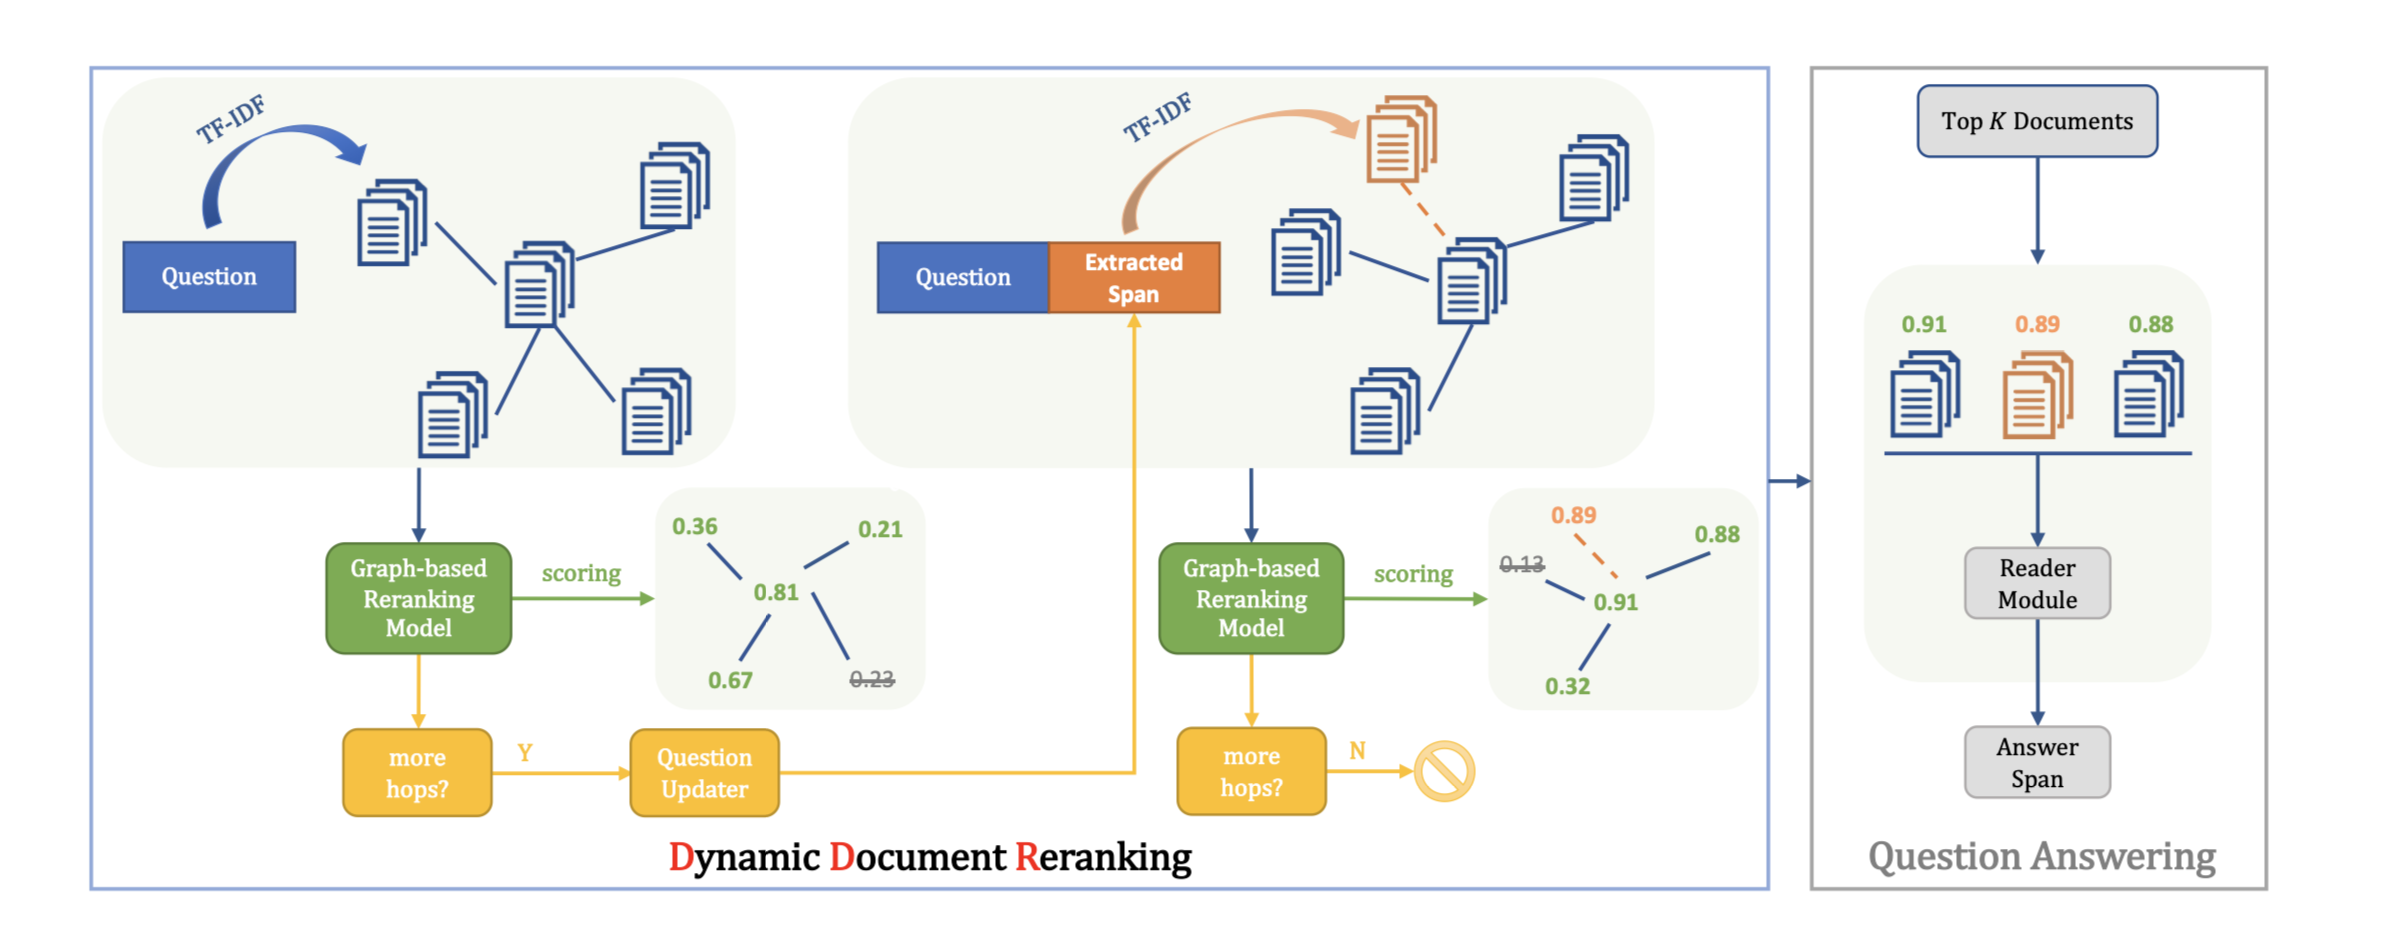 TF-IDF
Question
Graph-based
Reranking
Model
scoring
0.36
0.21
0.81
0.67
0.23
more
hops?
Y
Question
Updater
TF-IDF
Question
Extracted
Span
Graph-based
Reranking
Model
scoring
0.89
0.88
0.13
0.91
0.32
more
hops?
N
Dynamic Document Reranking
Top K Documents
0.91 0.89 0.88
Reader
Module
Answer
Span
Question Answering